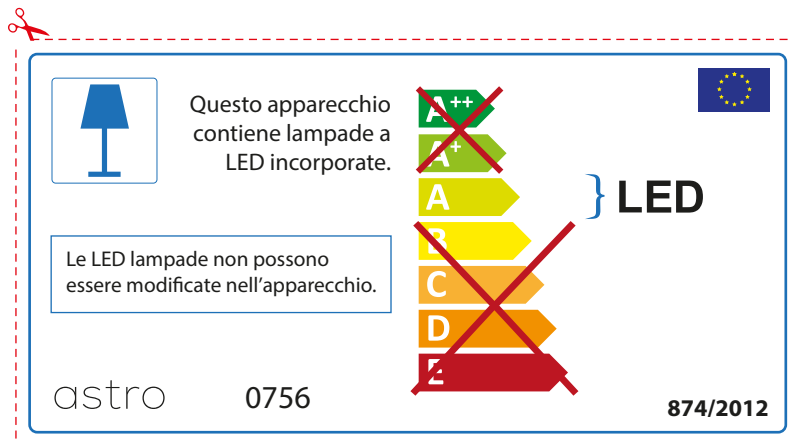 Questo apparecchio
contiene lampade a
LED incorporate.
Le LED lampade non possono
essere modificate nell'apparecchio.
A++
A+
A
B
C
D
E
LED
astro
0756
874/2012